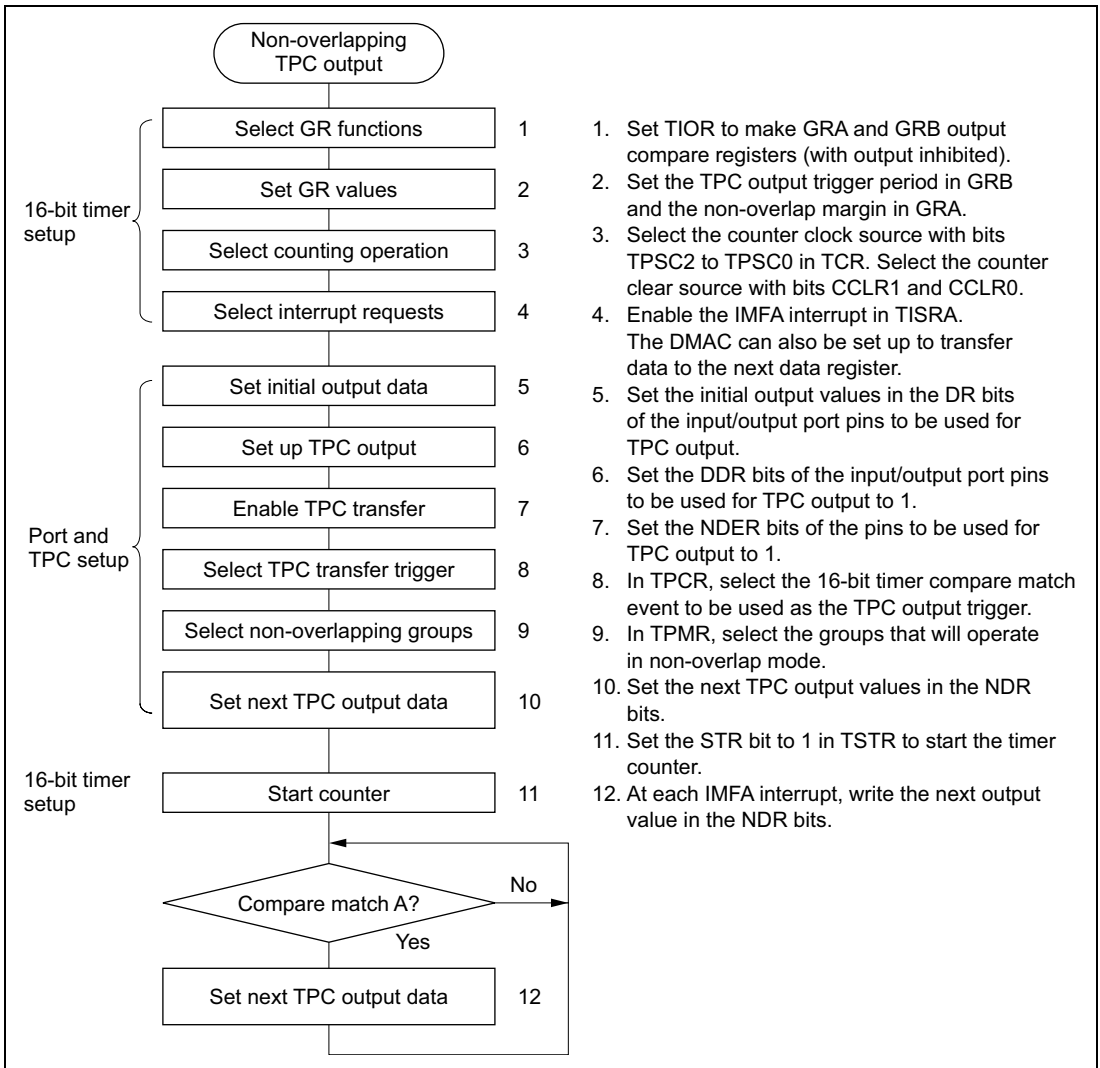 Non-overlapping
TPC output
16-bit timer
setup
Select GR functions 1
Set GR values 2
Select counting operation 3
Select interrupt requests 4
Port and
TPC setup
Set initial output data 5
Set up TPC output 6
Enable TPC transfer 7
Select TPC transfer trigger 8
Select non-overlapping groups 9
Set next TPC output data 10
16-bit timer
setup
Start counter 11
Compare match A?
No
Yes
Set next TPC output data 12
1. Set TIOR to make GRA and GRB output
compare registers (with output inhibited).
2. Set the TPC output trigger period in GRB
and the non-overlap margin in GRA.
3. Select the counter clock source with bits
TPSC2 to TPSC0 in TCR. Select the counter
clear source with bits CCLR1 and CCLR0.
4. Enable the IMFA interrupt in TISRA.
The DMAC can also be set up to transfer
data to the next data register.
5. Set the initial output values in the DR bits
of the input/output port pins to be used for
TPC output.
6. Set the DDR bits of the input/output port pins
to be used for TPC output to 1.
7. Set the NDER bits of the pins to be used for
TPC output to 1.
8. In TPCR, select the 16-bit timer compare match
event to be used as the TPC output trigger.
9. In TPMR, select the groups that will operate
in non-overlap mode.
10. Set the next TPC output values in the NDR
bits.
11. Set the STR bit to 1 in TSTR to start the timer
counter.
12. At each IMFA interrupt, write the next output
value in the NDR bits.